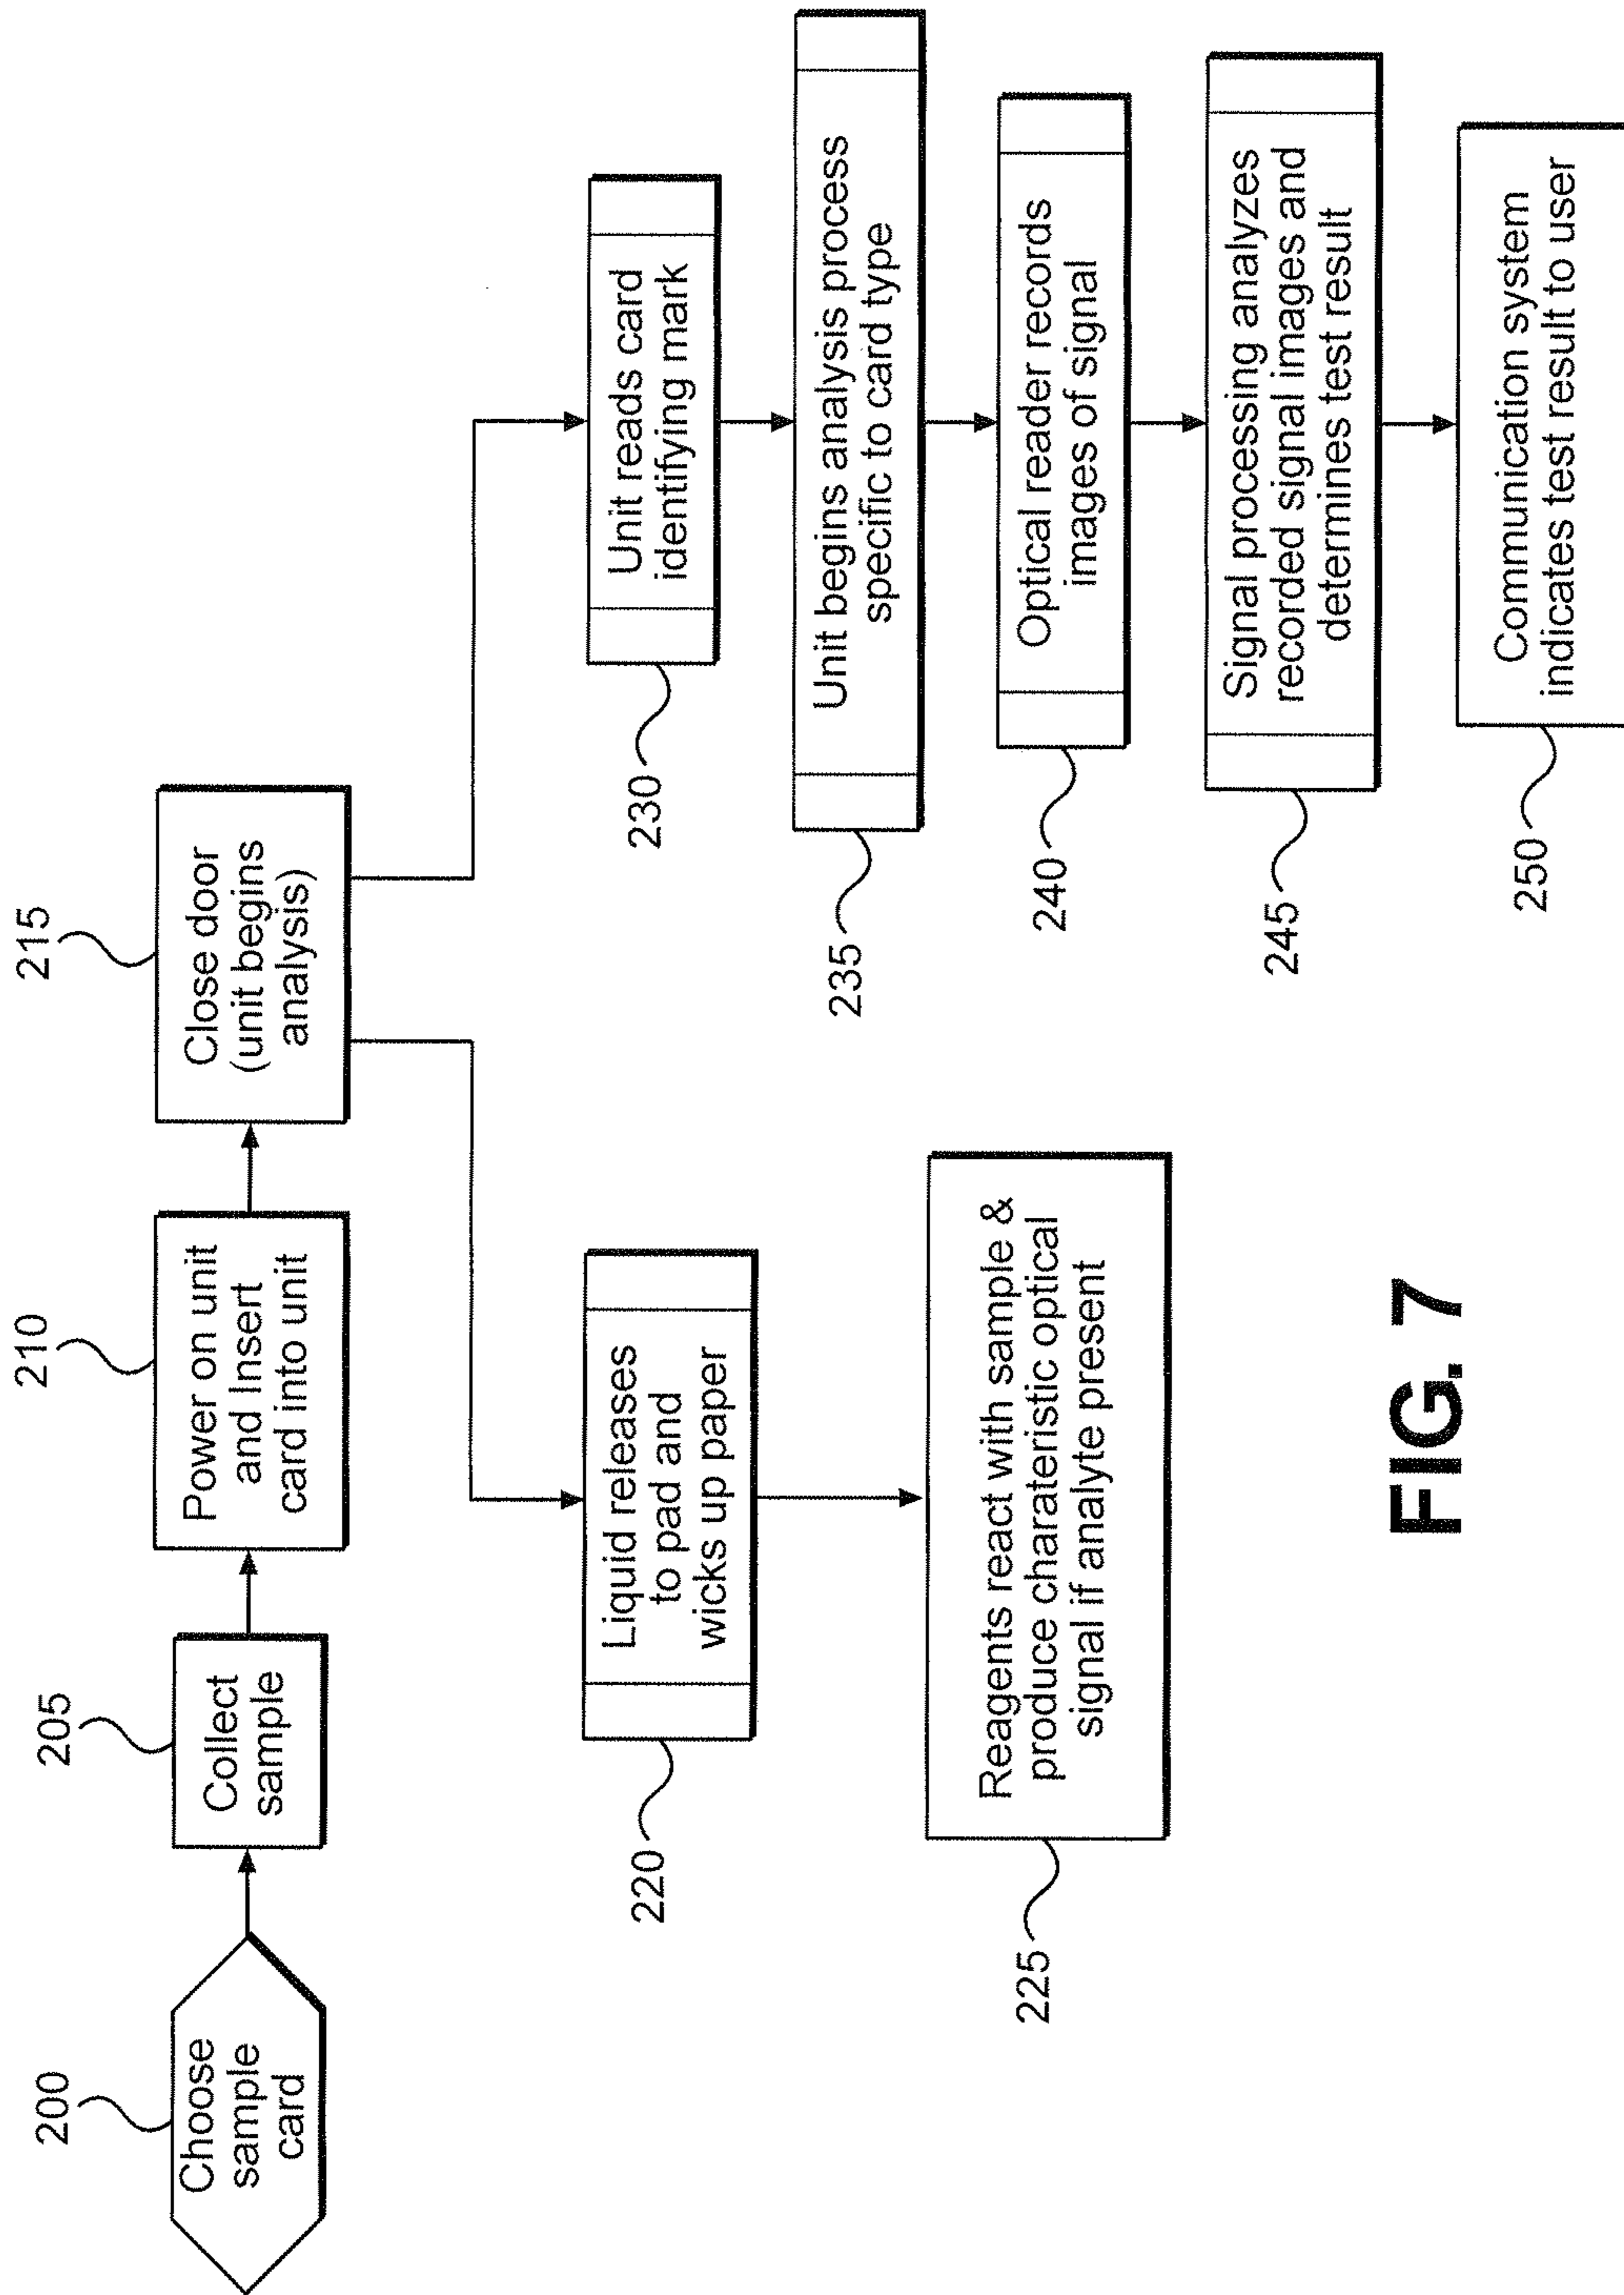 200
Choose
sample
card
205
Collect
sample
210
Power on unit
and Insert
card into unit
215
Close door
(unit begins
analysis)
220
Liquid releases
to pad and
wicks up paper
225
Reagents react with sample &
produce charateristic optical
signal if analyte present
230
Unit reads card
identifying mark
235
Unit begins analysis process
specific to card type
240
Optical reader records
images of signal
245
Signal processing analyzes
recorded signal images and
determines test result
250
Communication system
indicates test result to user
FIG. 7